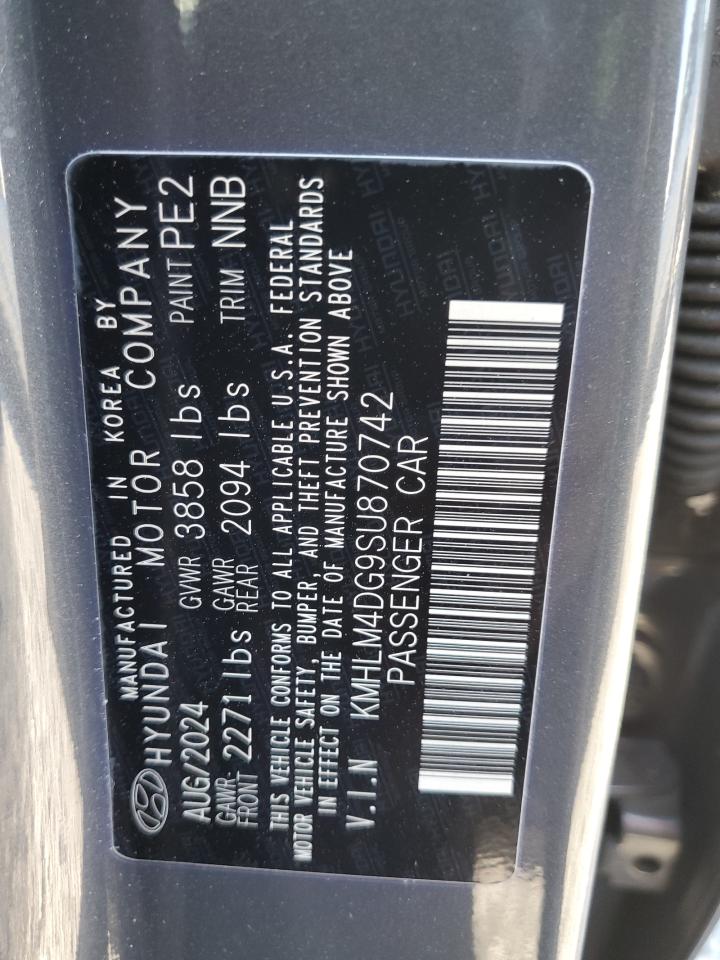 MANUFACTURED IN KOREA BY
HYUNDAI MOTOR COMPANY
AUG/2024 GVWR 3858 lbs PAINT PE2
GAWR- FRONT 2271 lbs GAWR REAR 2094 lbs TRIM NNB
THIS VEHICLE CONFORMS TO ALL APPLICABLE U.S.A. FEDERAL
MOTOR VEHICLE SAFETY, BUMPER, AND THEFT PREVENTION STANDARDS
IN EFFECT ON THE DATE OF MANUFACTURE SHOWN ABOVE
V.I.N KMHLM4DG9SU870742
PASSENGER CAR